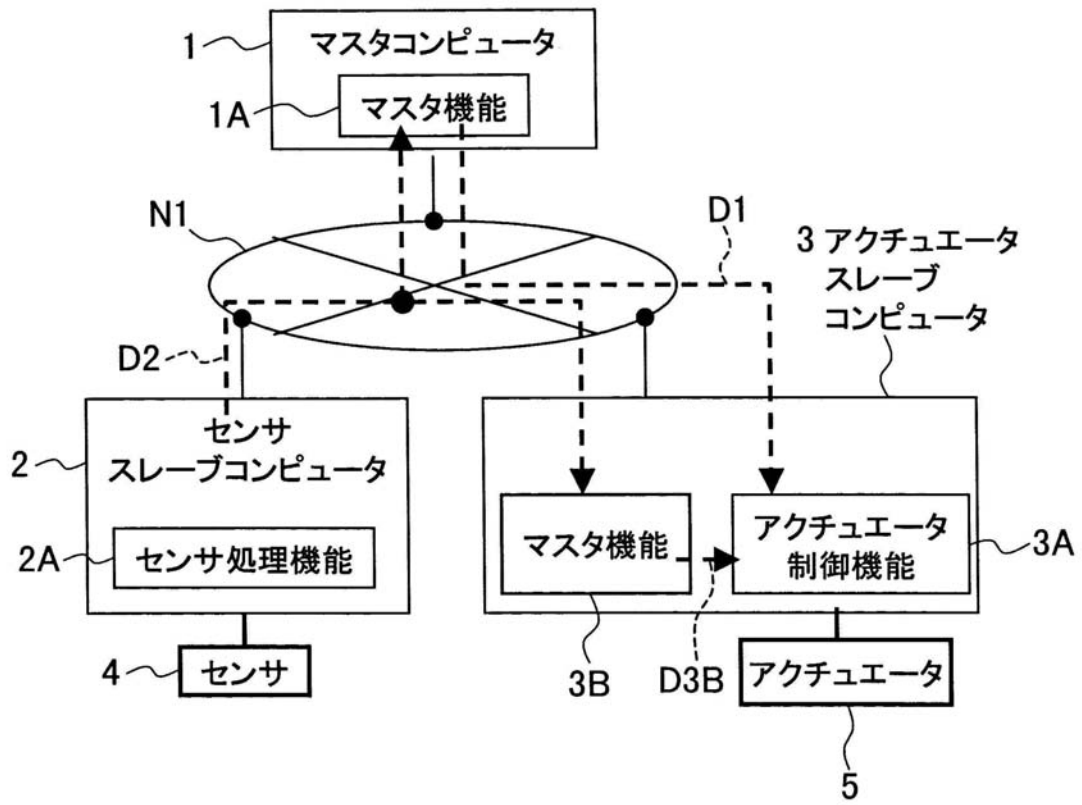 1
マスタコンピュータ
1A
マスタ機能
N1
D1
3 アクチュエータ
スレーブ
コンピュータ
D2
2
センサ
スレーブコンピュータ
2A
センサ処理機能
マスタ機能
アクチュエータ
制御機能
3A
4
センサ
3B
D3B
アクチュエータ
5